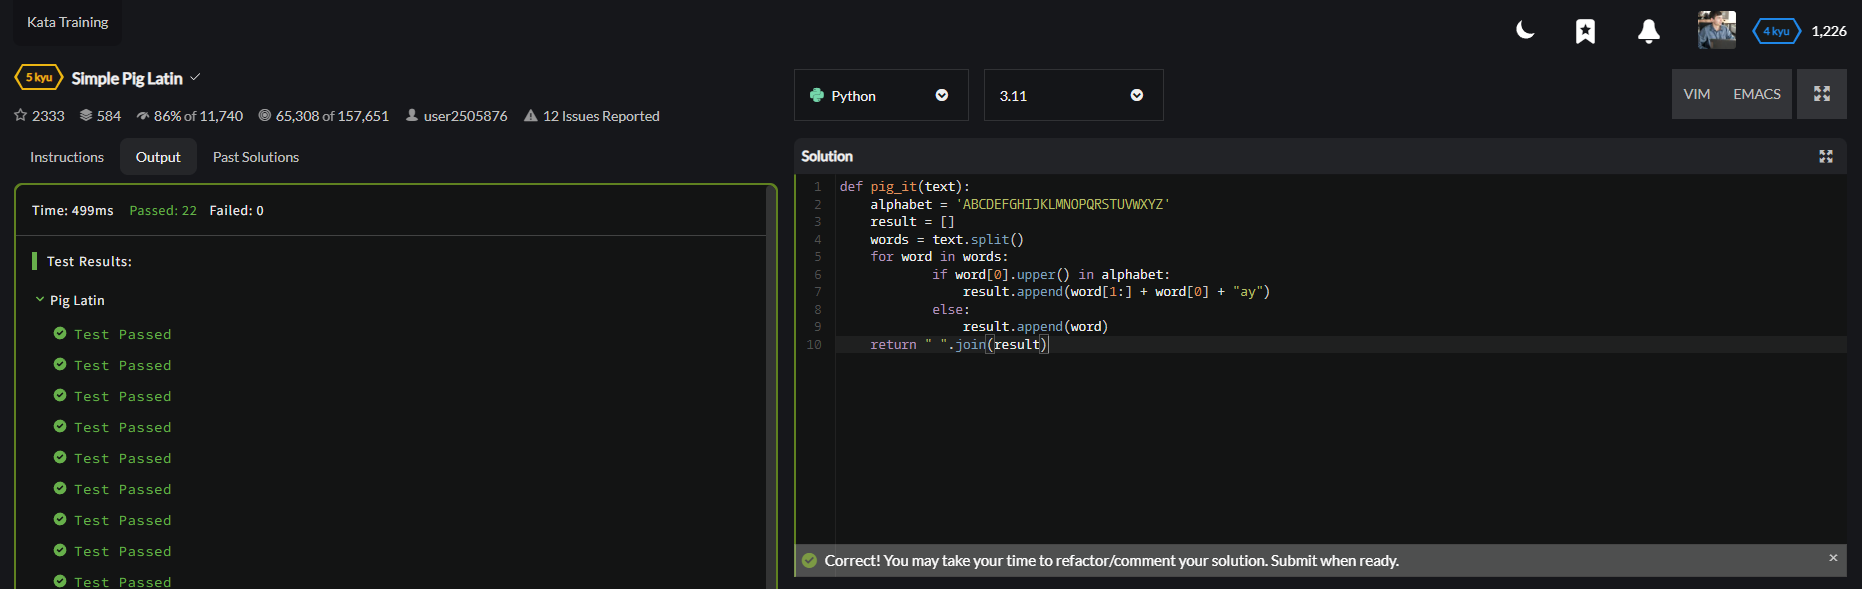 Kata Training
4 kyu 1,226
5 kyu Simple Pig Latin
2333 584 86% of 11,740 65,308 of 157,651 user2505876 12 Issues Reported
Python 3.11 VIM EMACS
Instructions Output Past Solutions
Time: 499ms Passed: 22 Failed: 0
Test Results:
Pig Latin
Test Passed
Test Passed
Test Passed
Test Passed
Test Passed
Test Passed
Test Passed
Test Passed
Test Passed
Solution
1 def pig_it(text):
2     alphabet = 'ABCDEFGHIJKLMNOPQRSTUVWXYZ'
3     result = []
4     words = text.split()
5     for word in words:
6             if word[0].upper() in alphabet:
7                 result.append(word[1:] + word[0] + "ay")
8             else:
9                 result.append(word)
10     return " ".join(result)
Correct! You may take your time to refactor/comment your solution. Submit when ready. ×